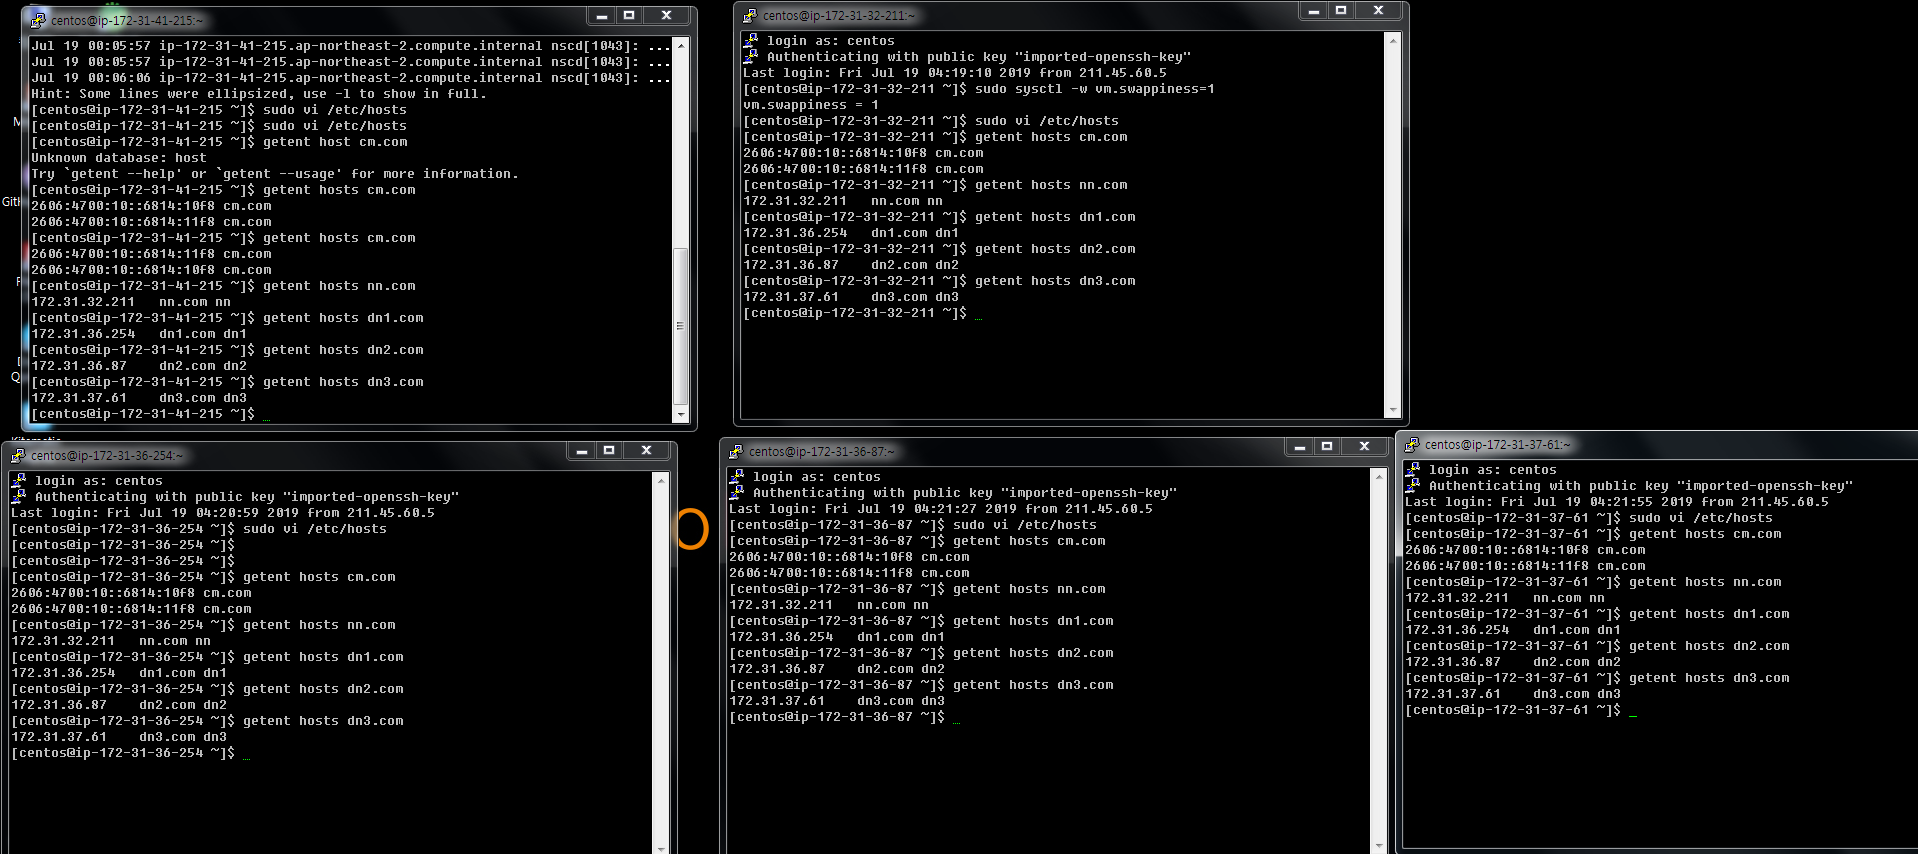 centos@ip-172-31-41-215:~
Jul 19 00:05:57 ip-172-31-41-215.ap-northeast-2.compute.internal nscd[1043]: ...
Jul 19 00:05:57 ip-172-31-41-215.ap-northeast-2.compute.internal nscd[1043]: ...
Jul 19 00:06:06 ip-172-31-41-215.ap-northeast-2.compute.internal nscd[1043]: ...
Hint: Some lines were ellipsized, use -l to show in full.
[centos@ip-172-31-41-215 ~]$ sudo vi /etc/hosts
[centos@ip-172-31-41-215 ~]$ sudo vi /etc/hosts
[centos@ip-172-31-41-215 ~]$ getent host cm.com
Unknown database: host
Try `getent --help' or `getent --usage' for more information.
[centos@ip-172-31-41-215 ~]$ getent hosts cm.com
2606:4700:10::6814:10f8 cm.com
2606:4700:10::6814:11f8 cm.com
[centos@ip-172-31-41-215 ~]$ getent hosts cm.com
2606:4700:10::6814:11f8 cm.com
2606:4700:10::6814:10f8 cm.com
[centos@ip-172-31-41-215 ~]$ getent hosts nn.com
172.31.32.211   nn.com nn
[centos@ip-172-31-41-215 ~]$ getent hosts dn1.com
172.31.36.254   dn1.com dn1
[centos@ip-172-31-41-215 ~]$ getent hosts dn2.com
172.31.36.87    dn2.com dn2
[centos@ip-172-31-41-215 ~]$ getent hosts dn3.com
172.31.37.61    dn3.com dn3
[centos@ip-172-31-41-215 ~]$
centos@ip-172-31-32-211:~
login as: centos
Authenticating with public key "imported-openssh-key"
Last login: Fri Jul 19 04:19:10 2019 from 211.45.60.5
[centos@ip-172-31-32-211 ~]$ sudo sysctl -w vm.swappiness=1
vm.swappiness = 1
[centos@ip-172-31-32-211 ~]$ sudo vi /etc/hosts
[centos@ip-172-31-32-211 ~]$ getent hosts cm.com
2606:4700:10::6814:10f8 cm.com
2606:4700:10::6814:11f8 cm.com
[centos@ip-172-31-32-211 ~]$ getent hosts nn.com
172.31.32.211   nn.com nn
[centos@ip-172-31-32-211 ~]$ getent hosts dn1.com
172.31.36.254   dn1.com dn1
[centos@ip-172-31-32-211 ~]$ getent hosts dn2.com
172.31.36.87    dn2.com dn2
[centos@ip-172-31-32-211 ~]$ getent hosts dn3.com
172.31.37.61    dn3.com dn3
[centos@ip-172-31-32-211 ~]$
centos@ip-172-31-36-254:~
login as: centos
Authenticating with public key "imported-openssh-key"
Last login: Fri Jul 19 04:20:59 2019 from 211.45.60.5
[centos@ip-172-31-36-254 ~]$ sudo vi /etc/hosts
[centos@ip-172-31-36-254 ~]$
[centos@ip-172-31-36-254 ~]$
[centos@ip-172-31-36-254 ~]$ getent hosts cm.com
2606:4700:10::6814:10f8 cm.com
2606:4700:10::6814:11f8 cm.com
[centos@ip-172-31-36-254 ~]$ getent hosts nn.com
172.31.32.211   nn.com nn
[centos@ip-172-31-36-254 ~]$ getent hosts dn1.com
172.31.36.254   dn1.com dn1
[centos@ip-172-31-36-254 ~]$ getent hosts dn2.com
172.31.36.87    dn2.com dn2
[centos@ip-172-31-36-254 ~]$ getent hosts dn3.com
172.31.37.61    dn3.com dn3
[centos@ip-172-31-36-254 ~]$
centos@ip-172-31-36-87:~
login as: centos
Authenticating with public key "imported-openssh-key"
Last login: Fri Jul 19 04:21:27 2019 from 211.45.60.5
[centos@ip-172-31-36-87 ~]$ sudo vi /etc/hosts
[centos@ip-172-31-36-87 ~]$ getent hosts cm.com
2606:4700:10::6814:10f8 cm.com
2606:4700:10::6814:11f8 cm.com
[centos@ip-172-31-36-87 ~]$ getent hosts nn.com
172.31.32.211   nn.com nn
[centos@ip-172-31-36-87 ~]$ getent hosts dn1.com
172.31.36.254   dn1.com dn1
[centos@ip-172-31-36-87 ~]$ getent hosts dn2.com
172.31.36.87    dn2.com dn2
[centos@ip-172-31-36-87 ~]$ getent hosts dn3.com
172.31.37.61    dn3.com dn3
[centos@ip-172-31-36-87 ~]$
centos@ip-172-31-37-61:~
login as: centos
Authenticating with public key "imported-openssh-key"
Last login: Fri Jul 19 04:21:55 2019 from 211.45.60.5
[centos@ip-172-31-37-61 ~]$ sudo vi /etc/hosts
[centos@ip-172-31-37-61 ~]$ getent hosts cm.com
2606:4700:10::6814:10f8 cm.com
2606:4700:10::6814:11f8 cm.com
[centos@ip-172-31-37-61 ~]$ getent hosts nn.com
172.31.32.211   nn.com nn
[centos@ip-172-31-37-61 ~]$ getent hosts dn1.com
172.31.36.254   dn1.com dn1
[centos@ip-172-31-37-61 ~]$ getent hosts dn2.com
172.31.36.87    dn2.com dn2
[centos@ip-172-31-37-61 ~]$ getent hosts dn3.com
172.31.37.61    dn3.com dn3
[centos@ip-172-31-37-61 ~]$